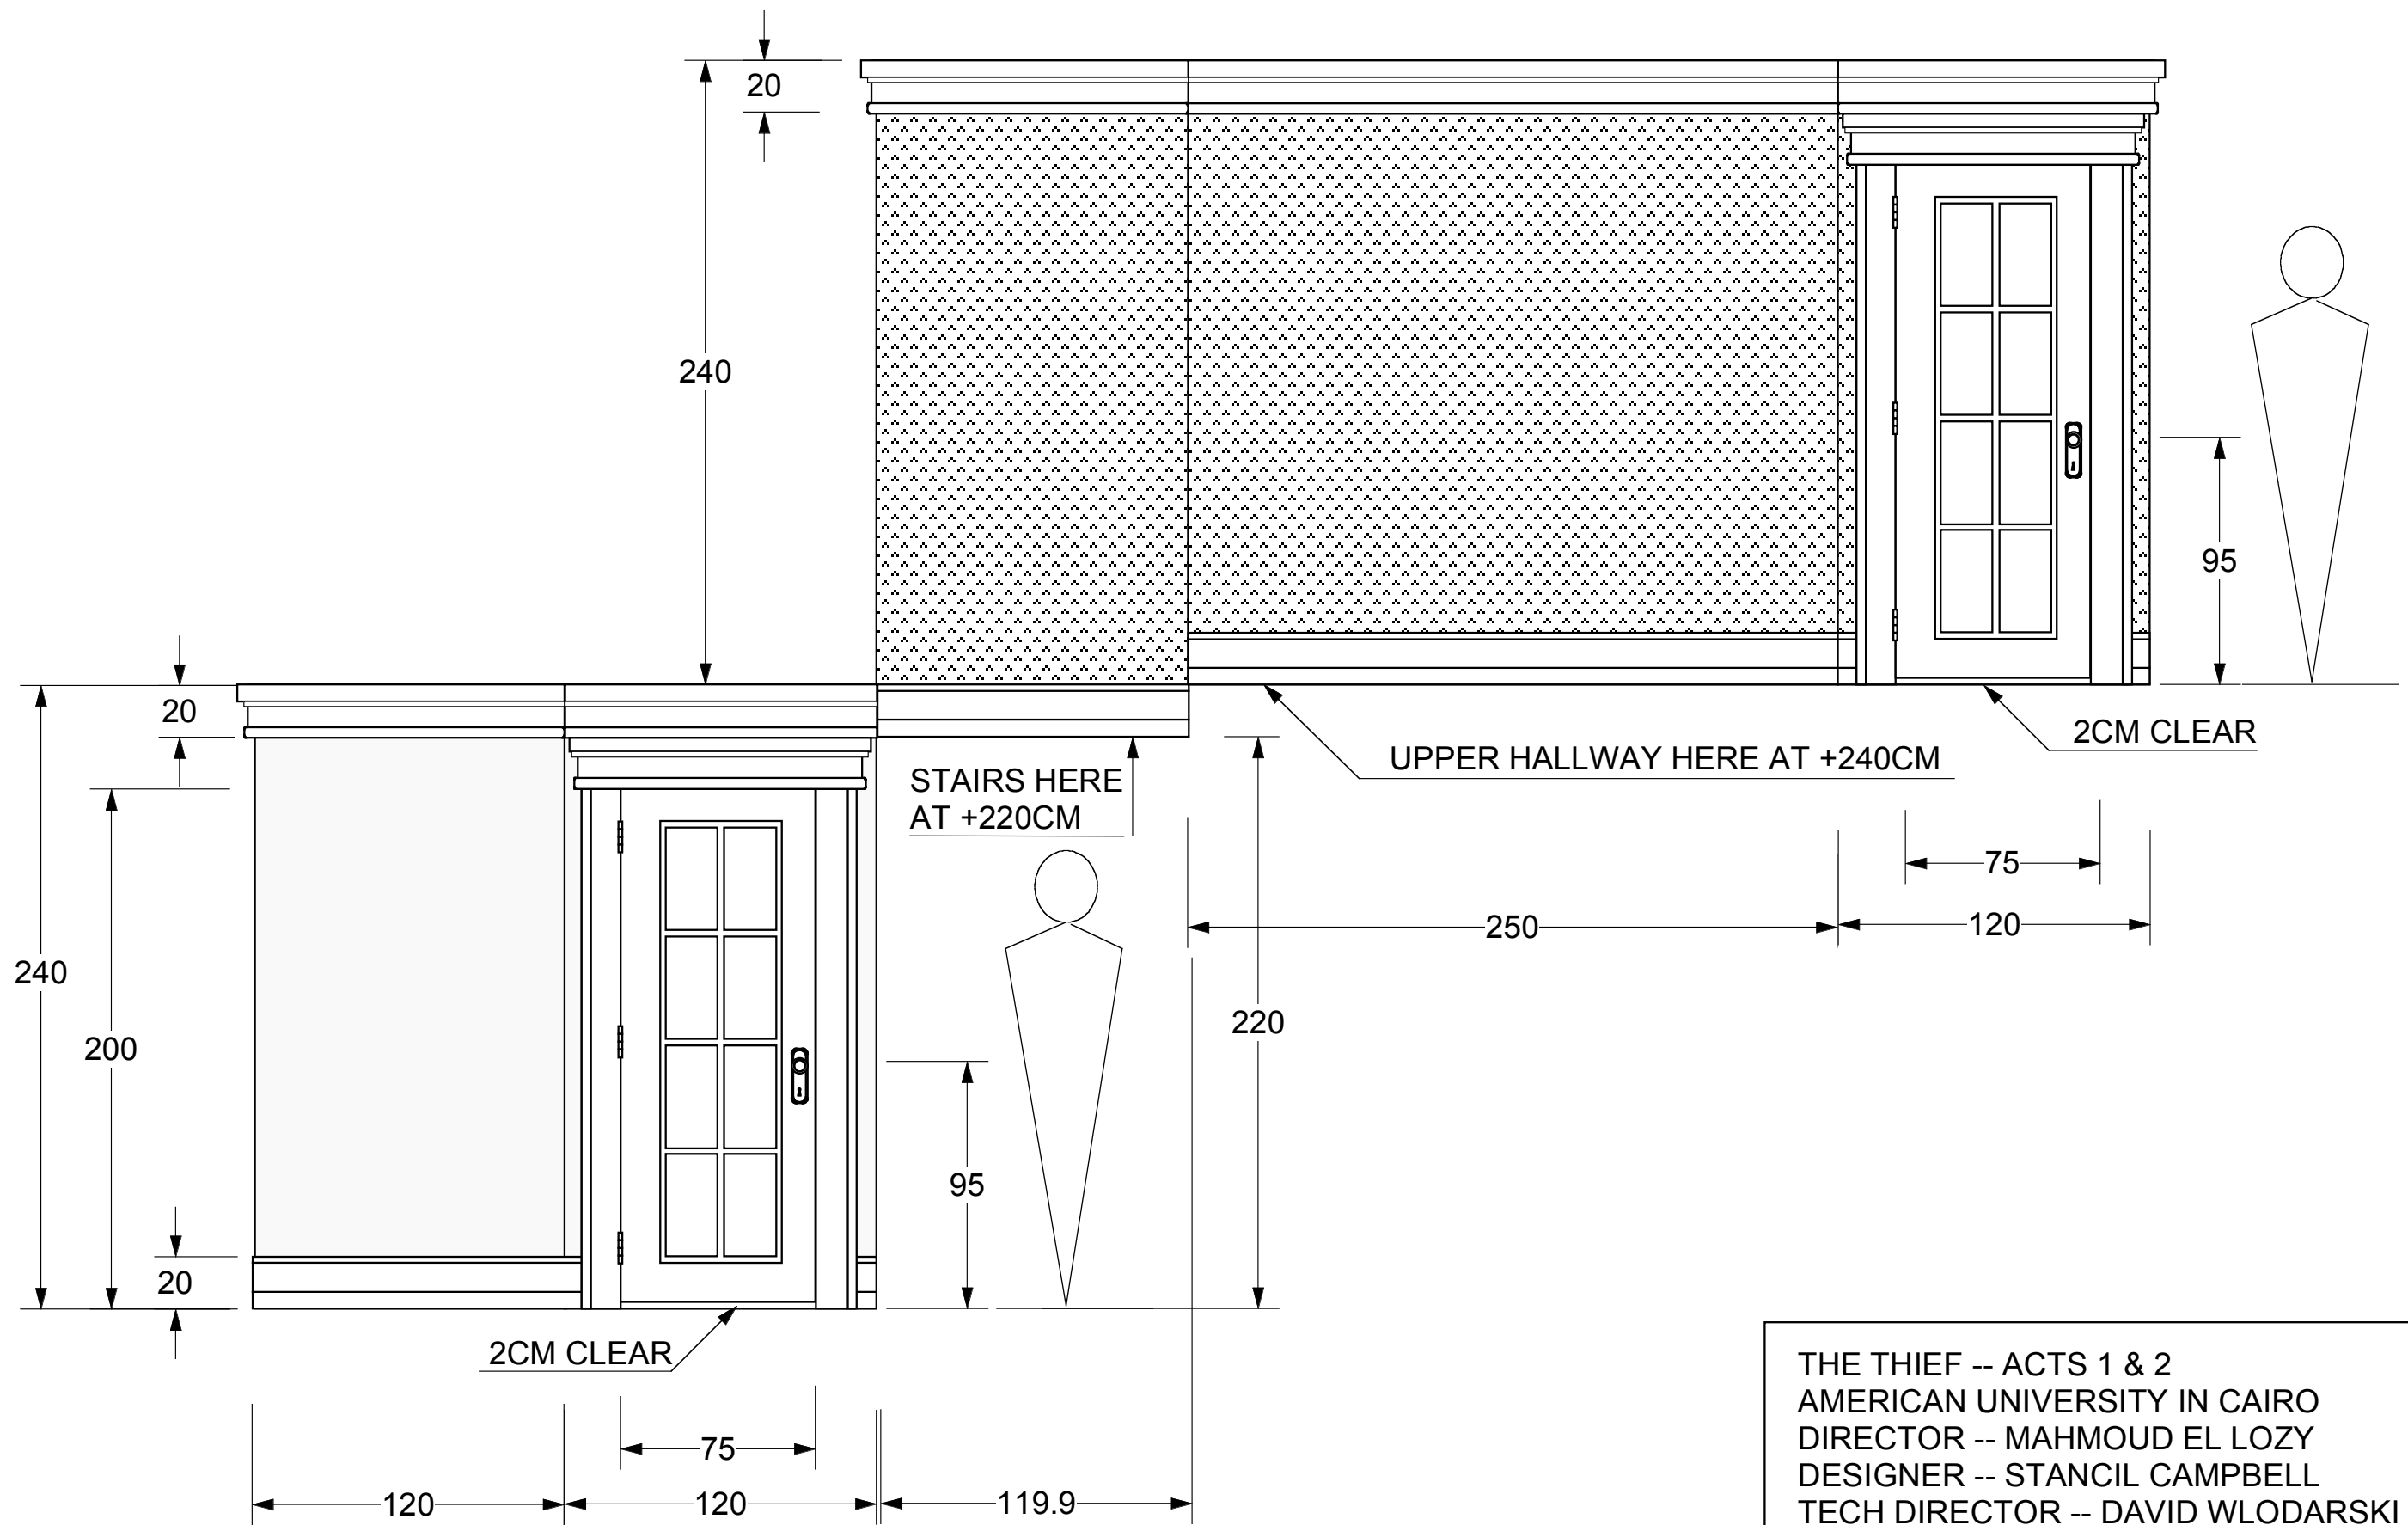 20
240
95
20
2CM CLEAR
UPPER HALLWAY HERE AT +240CM
STAIRS HERE
AT +220CM
75
120
250
240
220
200
95
20
2CM CLEAR
75
120
120
119.9
THE THIEF -- ACTS 1 & 2
AMERICAN UNIVERSITY IN CAIRO
DIRECTOR -- MAHMOUD EL LOZY
DESIGNER -- STANCIL CAMPBELL
TECH DIRECTOR -- DAVID WLODARSKI